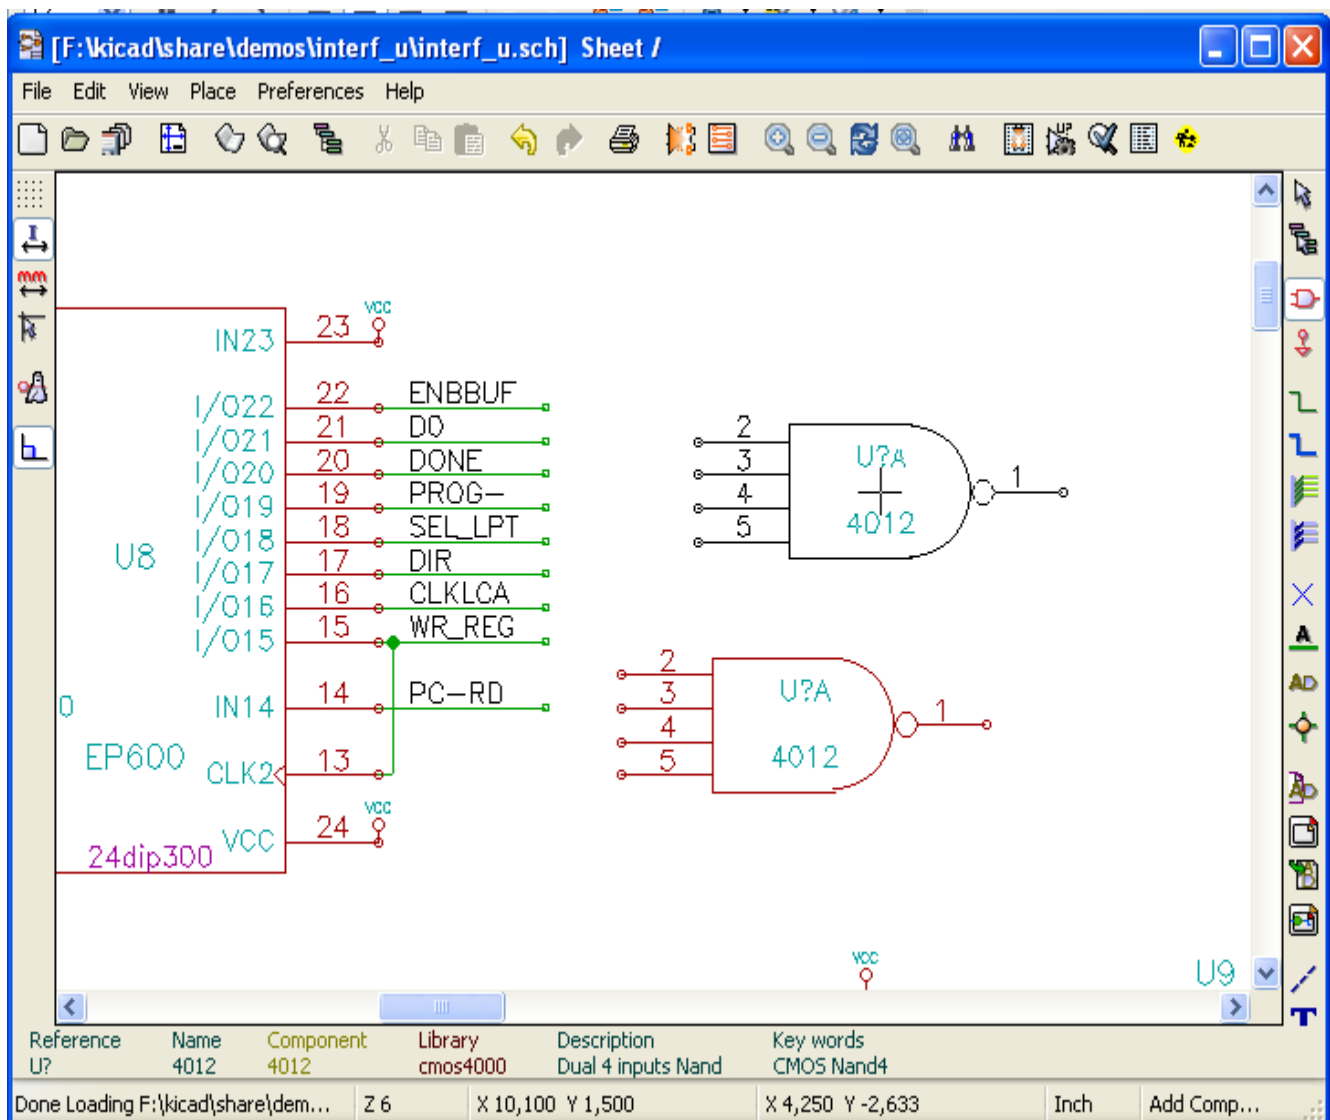 [F:\kicad\share\demos\interf_u\interf_u.sch] Sheet /
File Edit View Place Preferences Help
I
mm
VCC
IN23 23
I/O22 22 ENBBUF
I/O21 21 DO
I/O20 20 DONE
I/O19 19 PROG-
I/O18 18 SEL_LPT
I/O17 17 DIR
I/O16 16 CLKLCA
I/O15 15 WR_REG
U8
2
3
4
5
U?A
4012
1
0
IN14 14 PC-RD
EP600
CLK2 13
VCC
VCC 24
24dip300
2
3
4
5
U?A
4012
1
VCC
U9
A
AD
A
T
Reference Name Component Library Description Key words
U? 4012 4012 cmos4000 Dual 4 inputs Nand CMOS Nand4
Done Loading F:\kicad\share\dem... Z 6 X 10,100 Y 1,500 X 4,250 Y -2,633 Inch Add Comp...